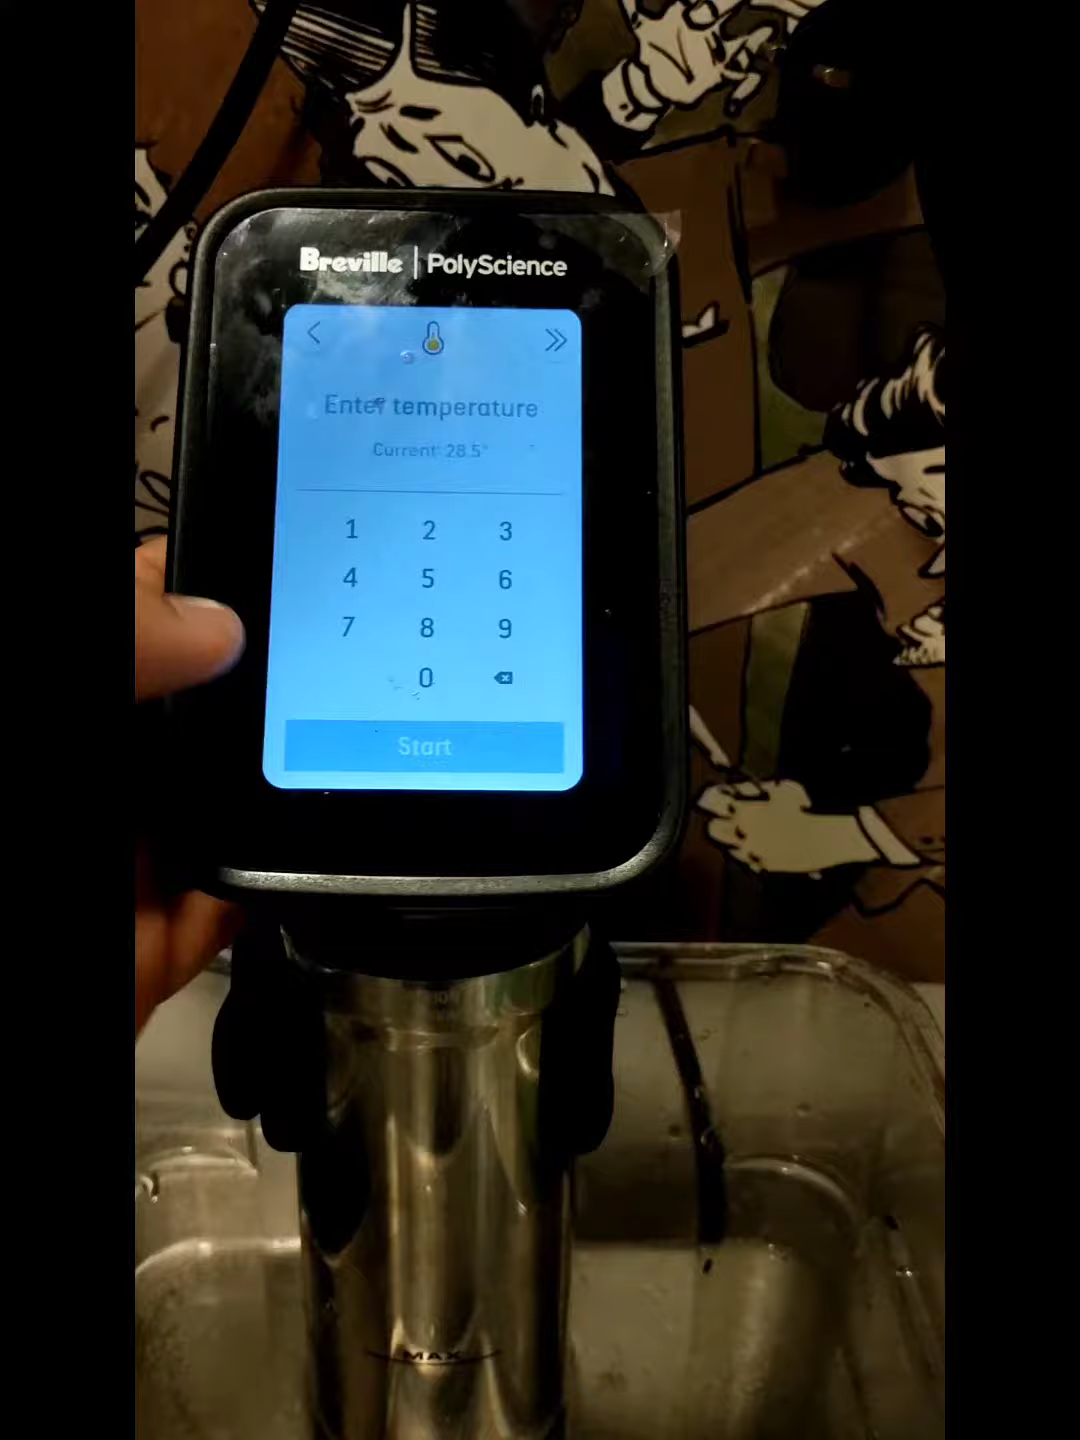 Breville | PolyScience
Enter temperature
Current: 28.5°
1 2 3
4 5 6
7 8 9
0
Start
MAX